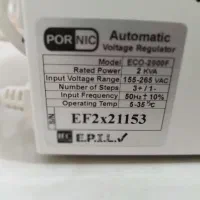 PORNIC Automatic
Voltage Regulator
Model ECO-2500F
Rated Power 2 KVA
Input Voltage Range 155-265 VAC
Number of Steps 3+ / 1-
Input Frequency 50Hz ± 10%
Operating Temp 5-35 °C
S.N. EF2x21153
E.P.I.L.